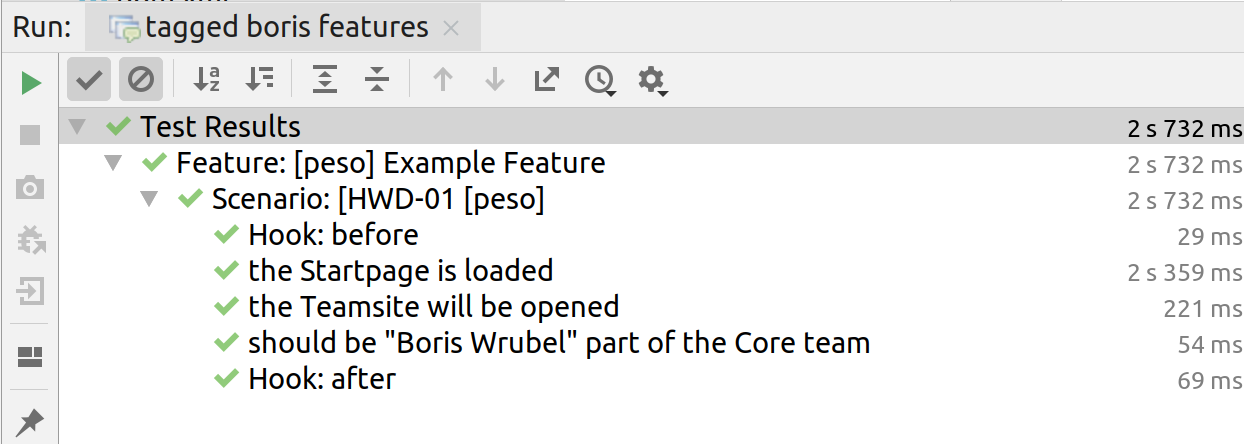 Run: tagged boris features
Test Results 2 s 732 ms
Feature: [peso] Example Feature 2 s 732 ms
Scenario: [HWD-01 [peso] 2 s 732 ms
Hook: before 29 ms
the Startpage is loaded 2 s 359 ms
the Teamsite will be opened 221 ms
should be "Boris Wrubel" part of the Core team 54 ms
Hook: after 69 ms